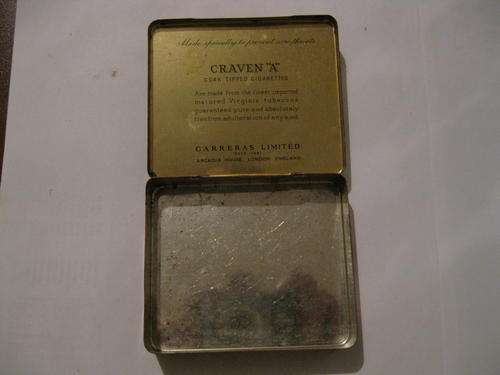 Made specially to prevent sore throats
CRAVEN "A"
CORK TIPPED CIGARETTES
Are made from the finest imported
matured Virginia tobaccos
guaranteed pure and absolutely
free from adulteration of any kind.
CARRERAS LIMITED
ARCADIA HOUSE, LONDON, ENGLAND.